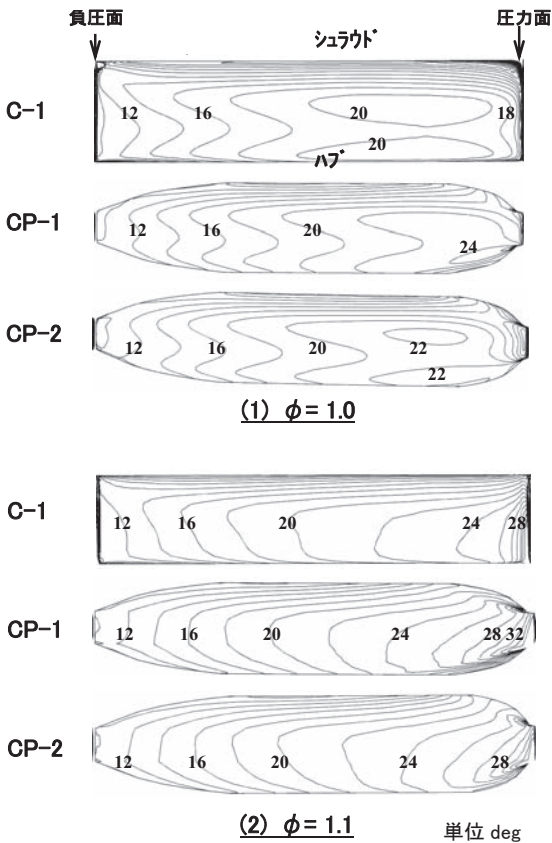 負圧面 圧力面
シュラウド
C-1 12 16 20 18
20
ハブ
CP-1 12 16 20 24
CP-2 12 16 20 22
22
(1) φ= 1.0
C-1 12 16 20 24 28
CP-1 12 16 20 24 28 32
CP-2 12 16 20 24 28
(2) φ= 1.1
単位 deg